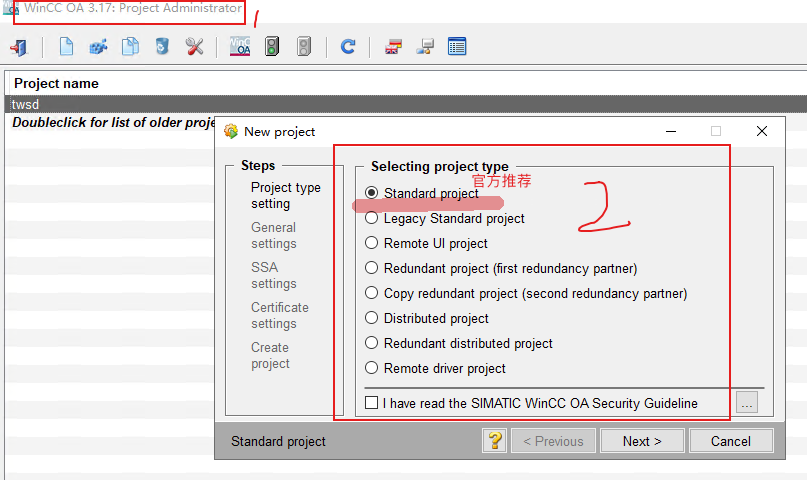 WinCC OA 3.17: Project Administrator
1
Project name
twsd
Doubleclick for list of older proje
New project
Steps
Project type
setting
General
settings
SSA
settings
Certificate
settings
Create
project
Selecting project type
官方推荐
Standard project
2
Legacy Standard project
Remote UI project
Redundant project (first redundancy partner)
Copy redundant project (second redundancy partner)
Distributed project
Redundant distributed project
Remote driver project
I have read the SIMATIC WinCC OA Security Guideline
...
Standard project
?
< Previous
Next >
Cancel